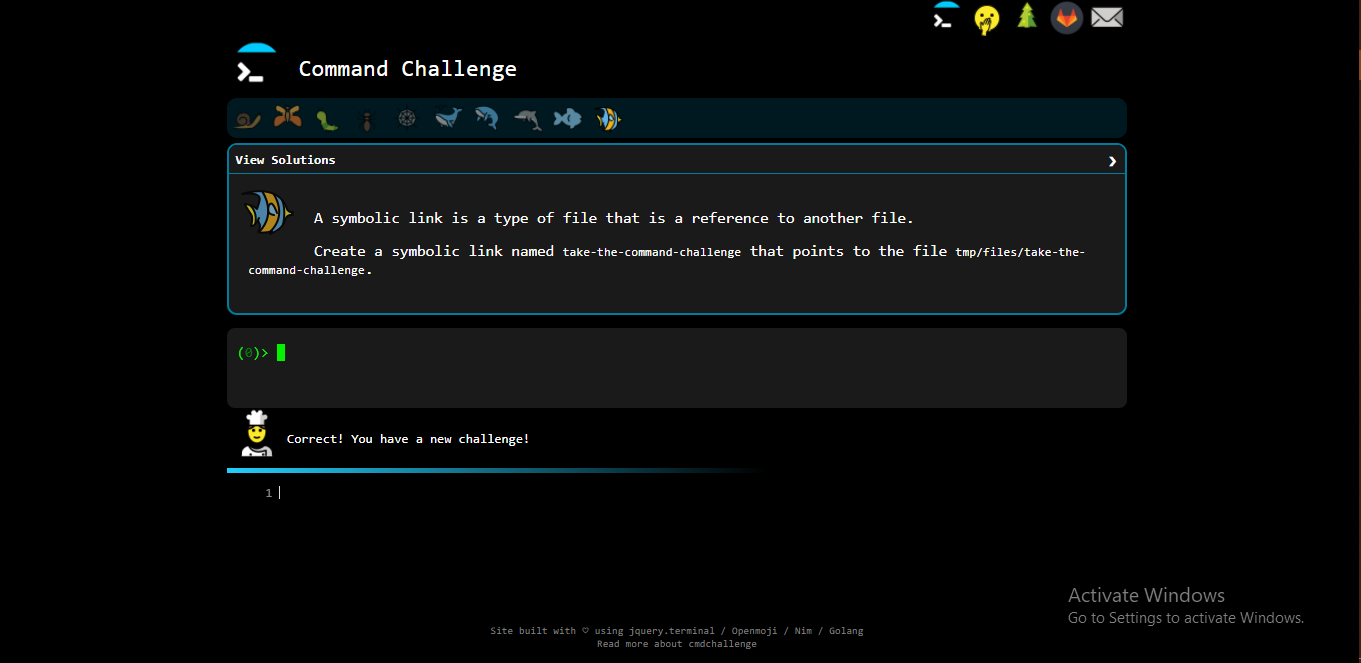 Command Challenge
View Solutions
A symbolic link is a type of file that is a reference to another file.
Create a symbolic link named take-the-command-challenge that points to the file tmp/files/take-the-
command-challenge.
(0)>
Correct! You have a new challenge!
1
Activate Windows
Go to Settings to activate Windows.
Site built with ♡ using jquery.terminal / Openmoji / Nim / Golang
Read more about cmdchallenge